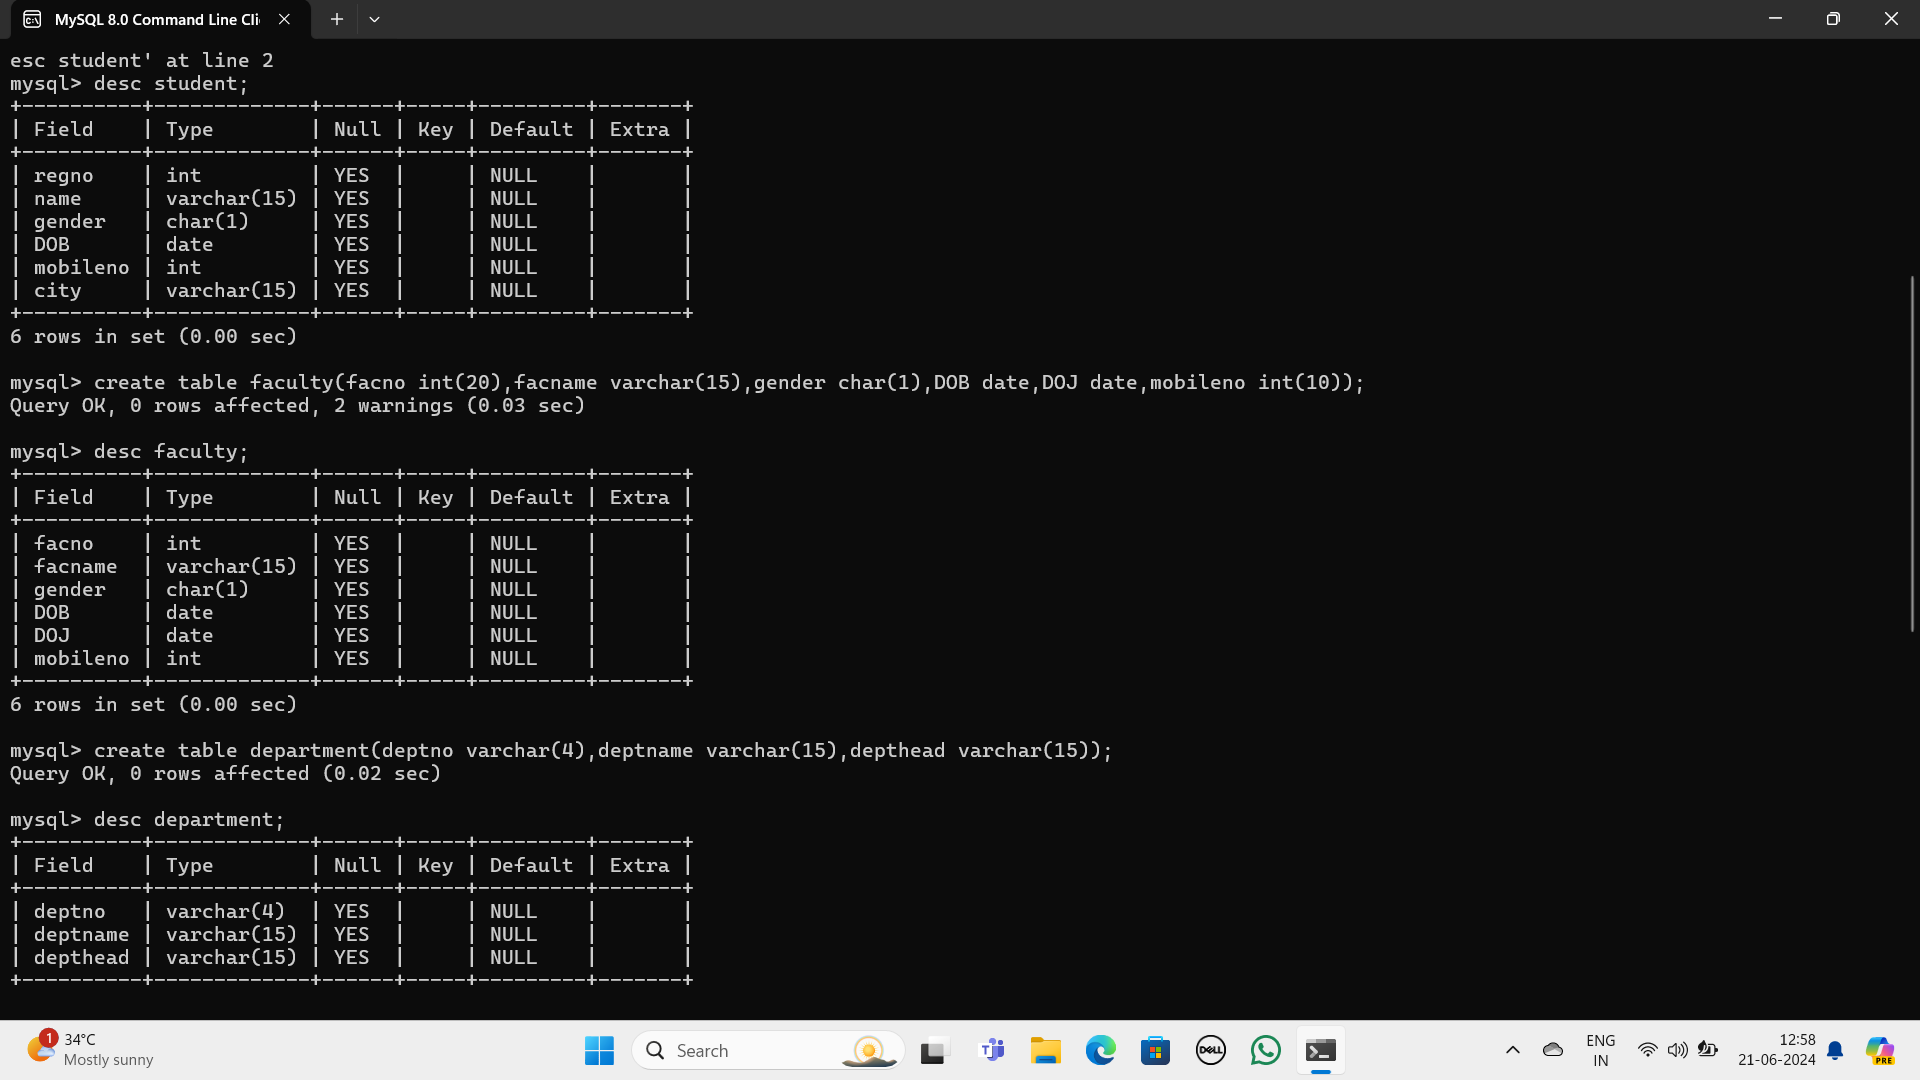 MySQL 8.0 Command Line Cli
esc student' at line 2
mysql> desc student;
+----------+-------------+------+-----+---------+-------+
| Field    | Type        | Null | Key | Default | Extra |
+----------+-------------+------+-----+---------+-------+
| regno    | int         | YES  |     | NULL    |       |
| name     | varchar(15) | YES  |     | NULL    |       |
| gender   | char(1)     | YES  |     | NULL    |       |
| DOB      | date        | YES  |     | NULL    |       |
| mobileno | int         | YES  |     | NULL    |       |
| city     | varchar(15) | YES  |     | NULL    |       |
+----------+-------------+------+-----+---------+-------+
6 rows in set (0.00 sec)
mysql> create table faculty(facno int(20),facname varchar(15),gender char(1),DOB date,DOJ date,mobileno int(10));
Query OK, 0 rows affected, 2 warnings (0.03 sec)
mysql> desc faculty;
+----------+-------------+------+-----+---------+-------+
| Field    | Type        | Null | Key | Default | Extra |
+----------+-------------+------+-----+---------+-------+
| facno    | int         | YES  |     | NULL    |       |
| facname  | varchar(15) | YES  |     | NULL    |       |
| gender   | char(1)     | YES  |     | NULL    |       |
| DOB      | date        | YES  |     | NULL    |       |
| DOJ      | date        | YES  |     | NULL    |       |
| mobileno | int         | YES  |     | NULL    |       |
+----------+-------------+------+-----+---------+-------+
6 rows in set (0.00 sec)
mysql> create table department(deptno varchar(4),deptname varchar(15),depthead varchar(15));
Query OK, 0 rows affected (0.02 sec)
mysql> desc department;
+----------+-------------+------+-----+---------+-------+
| Field    | Type        | Null | Key | Default | Extra |
+----------+-------------+------+-----+---------+-------+
| deptno   | varchar(4)  | YES  |     | NULL    |       |
| deptname | varchar(15) | YES  |     | NULL    |       |
| depthead | varchar(15) | YES  |     | NULL    |       |
+----------+-------------+------+-----+---------+-------+
1
34°C
Mostly sunny
Search
DELL
ENG
IN
12:58
21-06-2024
PRE